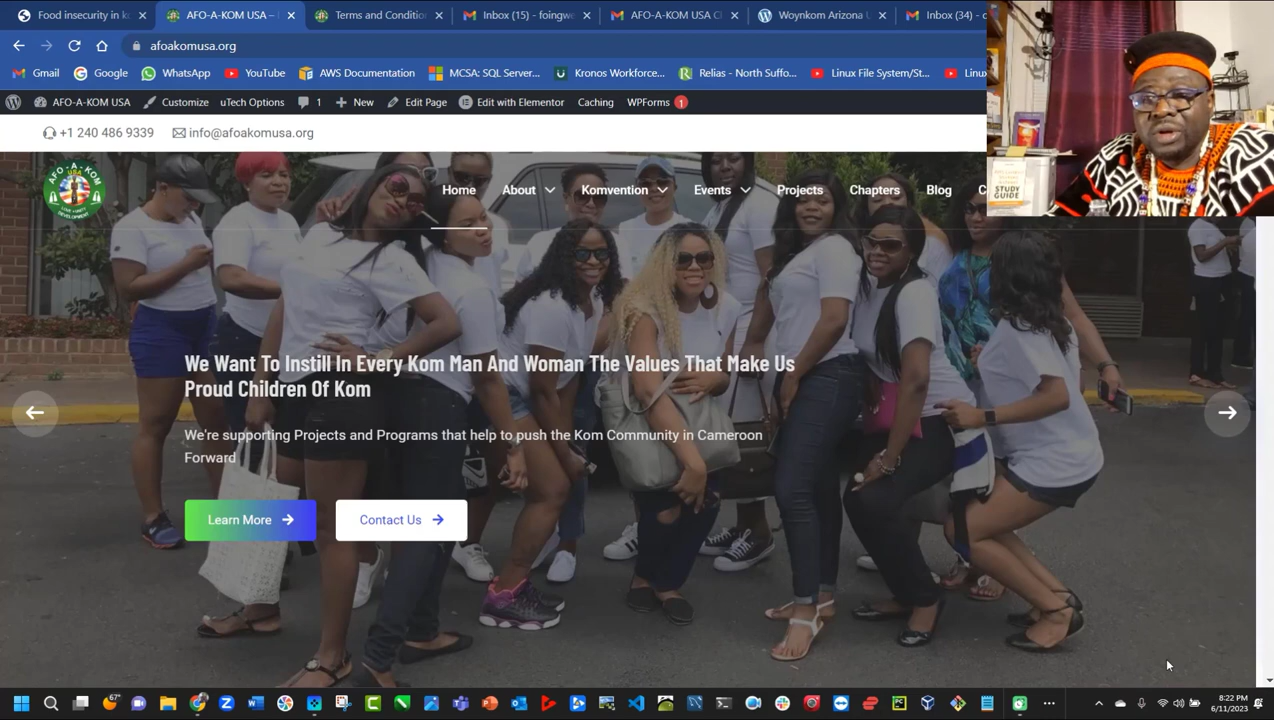 Food insecurity in k
AFO-A-KOM USA –
Terms and Conditio
Inbox (15) - foingw
AFO-A-KOM USA C
Woynkom Arizona
Inbox (34) -
afoakomusa.org
Gmail
Google
WhatsApp
YouTube
AWS Documentation
MCSA: SQL Server...
Kronos Workforce...
Relias - North Suffo...
Linux File System/St...
Linux
AFO-A-KOM USA
Customize
uTech Options
1
New
Edit Page
Edit with Elementor
Caching
WPForms 1
+1 240 486 9339
info@afoakomusa.org
AFO-A-KOM
USA
DEVELOPMENT
Home
About
Komvention
Events
Projects
Chapters
Blog
C
STUDY
GUIDE
We Want To Instill In Every Kom Man And Woman The Values That Make Us
Proud Children Of Kom
We're supporting Projects and Programs that help to push the Kom Community in Cameroon
Forward
Learn More
Contact Us
67°
8:22 PM
6/11/2023